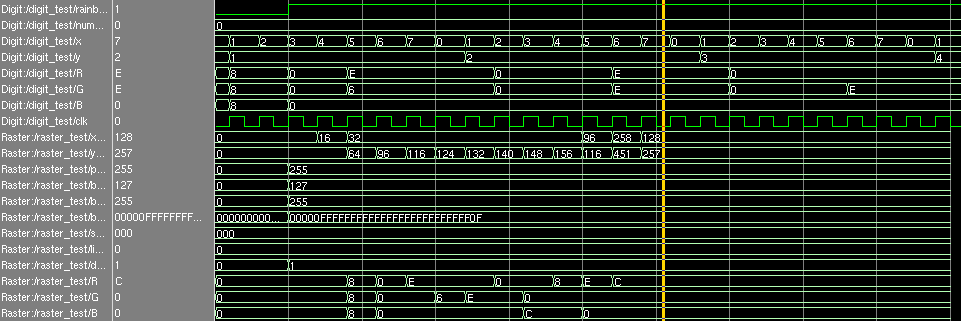 Digit:/digit_test/rainb... 1
Digit:/digit_test/num... 0 0
Digit:/digit_test/x 7 1 2 3 4 5 6 7 0 1 2 3 4 5 6 7 0 1 2 3 4 5 6 7 0 1
Digit:/digit_test/y 2 1 2 3 4
Digit:/digit_test/R E 8 0 E 0 E 0
Digit:/digit_test/G E 8 0 6 0 E 0 E
Digit:/digit_test/B 0 8 0
Digit:/digit_test/clk 0
Raster:/raster_test/x... 128 0 16 32 96 258 128
Raster:/raster_test/y... 257 0 64 96 116 124 132 140 148 156 116 451 257
Raster:/raster_test/p... 255 0 255
Raster:/raster_test/b... 127 0 127
Raster:/raster_test/b... 255 0 255
Raster:/raster_test/b... 00000FFFFFFFF... 000000000... 00000FFFFFFFFFFFFFFFFFFFFFFFFF0F
Raster:/raster_test/s... 000 000
Raster:/raster_test/li... 0 0
Raster:/raster_test/d... 1 0 1
Raster:/raster_test/R C 0 8 0 E 0 8 E C
Raster:/raster_test/G 0 0 8 0 6 E 0
Raster:/raster_test/B 0 0 8 0 C 0